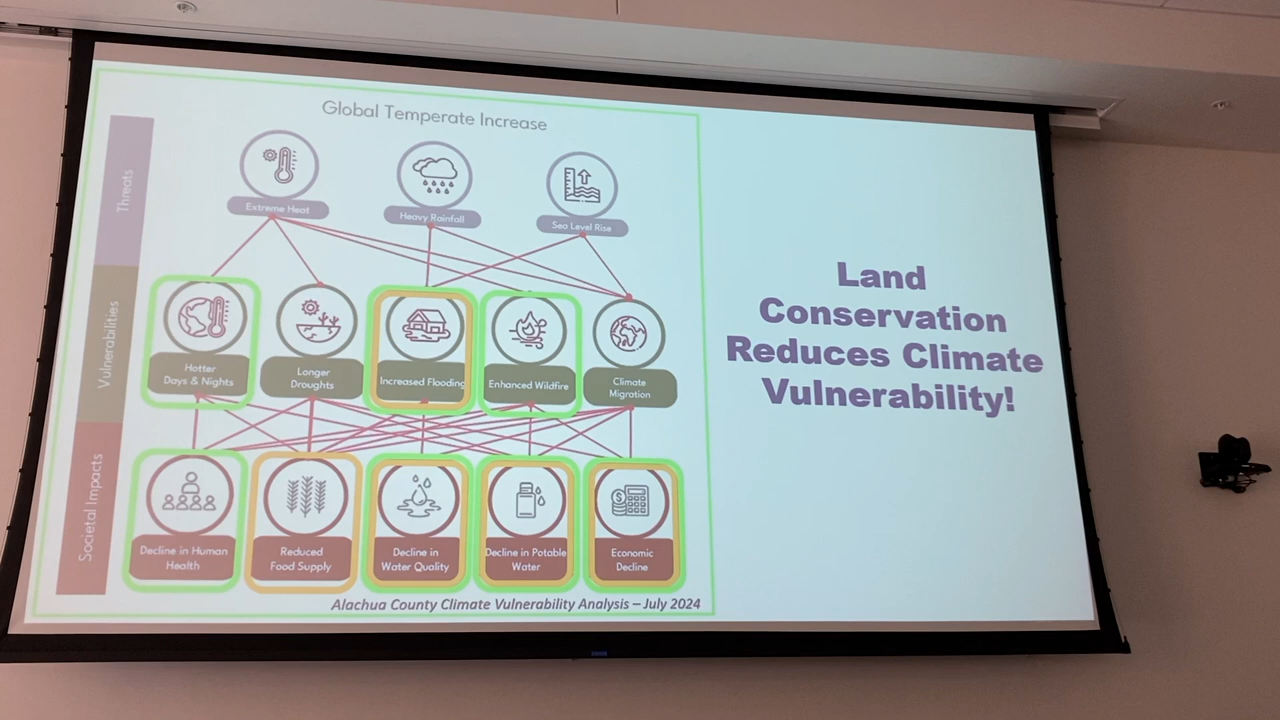 Global Temperate Increase
Threats
Extreme Heat
Heavy Rainfall
Sea Level Rise
Vulnerabilities
Hotter
Days & Nights
Longer
Droughts
Increased Flooding
Enhanced Wildfire
Climate
Migration
Societal Impacts
Decline in Human
Health
Reduced
Food Supply
Decline in
Water Quality
Decline in Potable
Water
Economic
Decline
Alachua County Climate Vulnerability Analysis – July 2024
Land
Conservation
Reduces Climate
Vulnerability!